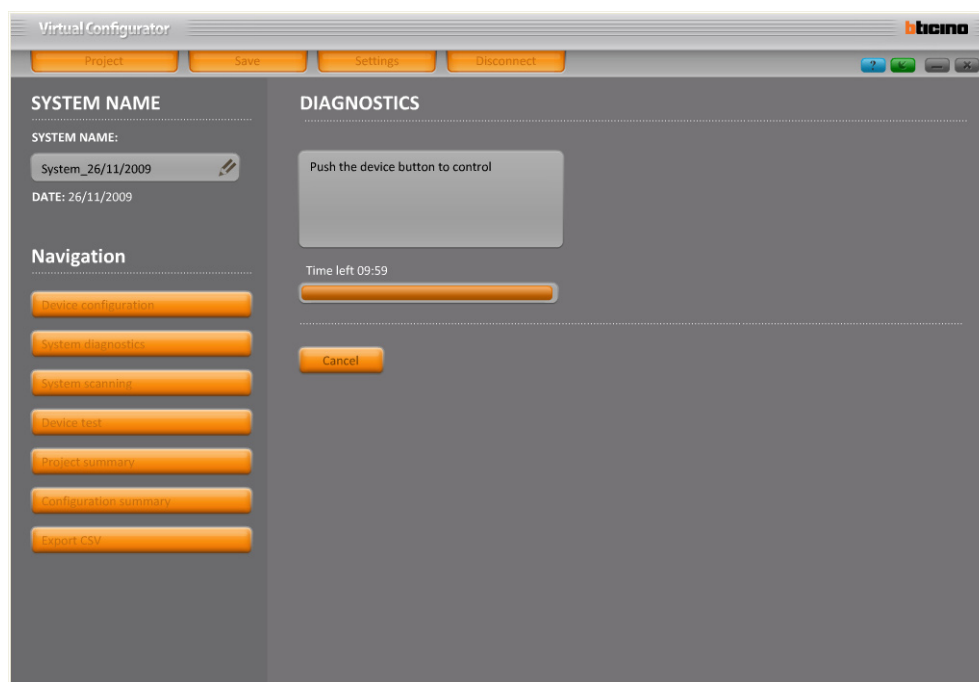 Virtual Configurator
bticino
Project
Save
Settings
Disconnect
?
SYSTEM NAME
SYSTEM NAME:
System_26/11/2009
DATE: 26/11/2009
Navigation
Device configuration
System diagnostics
System scanning
Device test
Project summary
Configuration summary
Export CSV
DIAGNOSTICS
Push the device button to control
Time left 09:59
Cancel